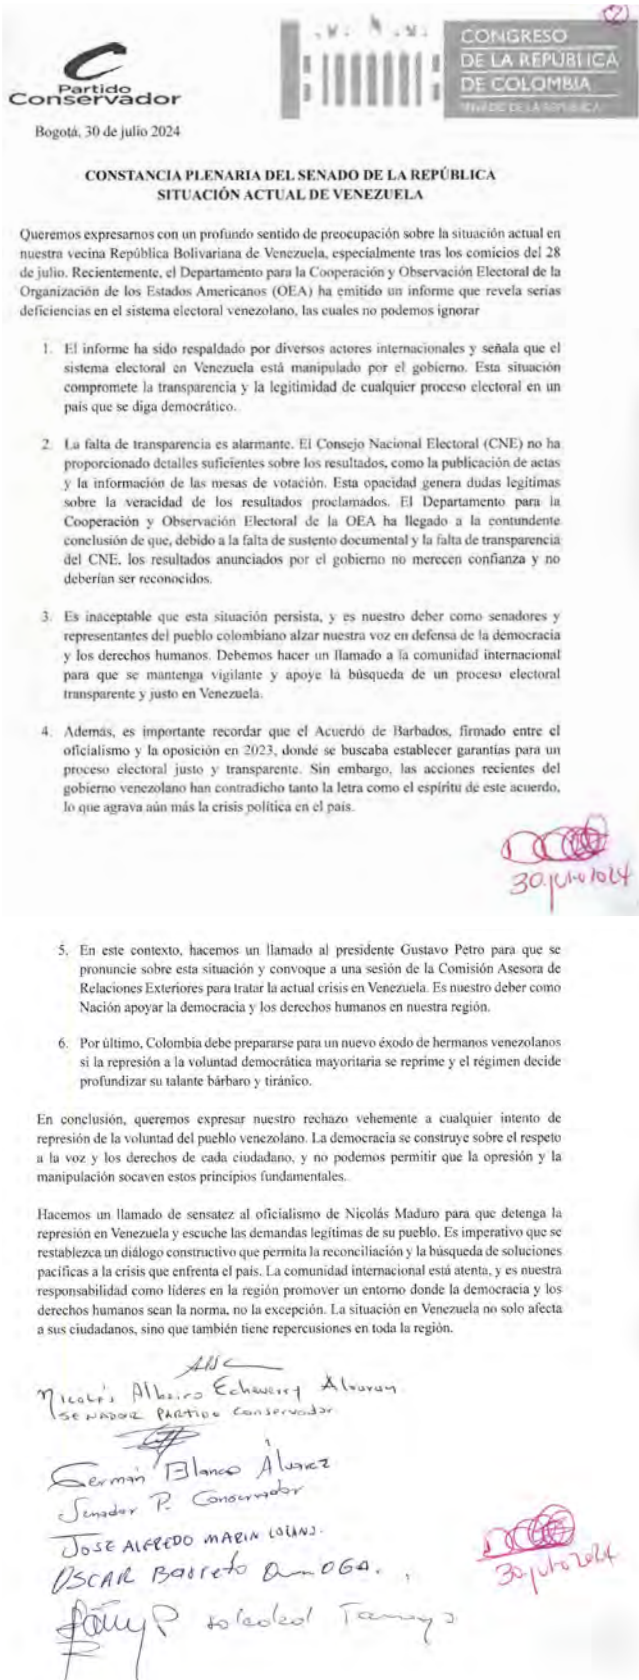 2
Partido
Conservador
CONGRESO
DE LA REPÚBLICA
DE COLOMBIA
Bogotá, 30 de julio 2024
CONSTANCIA PLENARIA DEL SENADO DE LA REPÚBLICA
SITUACIÓN ACTUAL DE VENEZUELA
Queremos expresarnos con un profundo sentido de preocupación sobre la situación actual en
nuestra vecina República Bolivariana de Venezuela, especialmente tras los comicios del 28
de julio. Recientemente, el Departamento para la Cooperación y Observación Electoral de la
Organización de los Estados Americanos (OEA) ha emitido un informe que revela serias
deficiencias en el sistema electoral venezolano, las cuales no podemos ignorar
1. El informe ha sido respaldado por diversos actores internacionales y señala que el
sistema electoral en Venezuela está manipulado por el gobierno. Esta situación
compromete la transparencia y la legitimidad de cualquier proceso electoral en un
país que se diga democrático.
2. La falta de transparencia es alarmante. El Consejo Nacional Electoral (CNE) no ha
proporcionado detalles suficientes sobre los resultados, como la publicación de actas
y la información de las mesas de votación. Esta opacidad genera dudas legítimas
sobre la veracidad de los resultados proclamados. El Departamento para la
Cooperación y Observación Electoral de la OEA ha llegado a la contundente
conclusión de que, debido a la falta de sustento documental y la falta de transparencia
del CNE, los resultados anunciados por el gobierno no merecen confianza y no
deberían ser reconocidos.
3. Es inaceptable que esta situación persista, y es nuestro deber como senadores y
representantes del pueblo colombiano alzar nuestra voz en defensa de la democracia
y los derechos humanos. Debemos hacer un llamado a la comunidad internacional
para que se mantenga vigilante y apoye la búsqueda de un proceso electoral
transparente y justo en Venezuela.
4. Además, es importante recordar que el Acuerdo de Barbados, firmado entre el
oficialismo y la oposición en 2023, donde se buscaba establecer garantías para un
proceso electoral justo y transparente. Sin embargo, las acciones recientes del
gobierno venezolano han contradicho tanto la letra como el espíritu de este acuerdo,
lo que agrava aún más la crisis política en el país.
30 julio 2024
5. En este contexto, hacemos un llamado al presidente Gustavo Petro para que se
pronuncie sobre esta situación y convoque a una sesión de la Comisión Asesora de
Relaciones Exteriores para tratar la actual crisis en Venezuela. Es nuestro deber como
Nación apoyar la democracia y los derechos humanos en nuestra región.
6. Por último, Colombia debe prepararse para un nuevo éxodo de hermanos venezolanos
si la represión a la voluntad democrática mayoritaria se reprime y el régimen decide
profundizar su talante bárbaro y tiránico.
En conclusión, queremos expresar nuestro rechazo vehemente a cualquier intento de
represión de la voluntad del pueblo venezolano. La democracia se construye sobre el respeto
a la voz y los derechos de cada ciudadano, y no podemos permitir que la opresión y la
manipulación socaven estos principios fundamentales.
Hacemos un llamado de sensatez al oficialismo de Nicolás Maduro para que detenga la
represión en Venezuela y escuche las demandas legítimas de su pueblo. Es imperativo que se
restablezca un diálogo constructivo que permita la reconciliación y la búsqueda de soluciones
pacíficas a la crisis que enfrenta el país. La comunidad internacional está atenta, y es nuestra
responsabilidad como líderes en la región promover un entorno donde la democracia y los
derechos humanos sean la norma, no la excepción. La situación en Venezuela no solo afecta
a sus ciudadanos, sino que también tiene repercusiones en toda la región.
Nicolás Albeiro Echeverry Alvaran
SENADOR PARTIDO Conservador
Germán Blanco Álvarez
Senador P. Conservador
JOSE ALFREDO MARIN
OSCAR Barreto
Soledad Tamayo
30 julio 2024